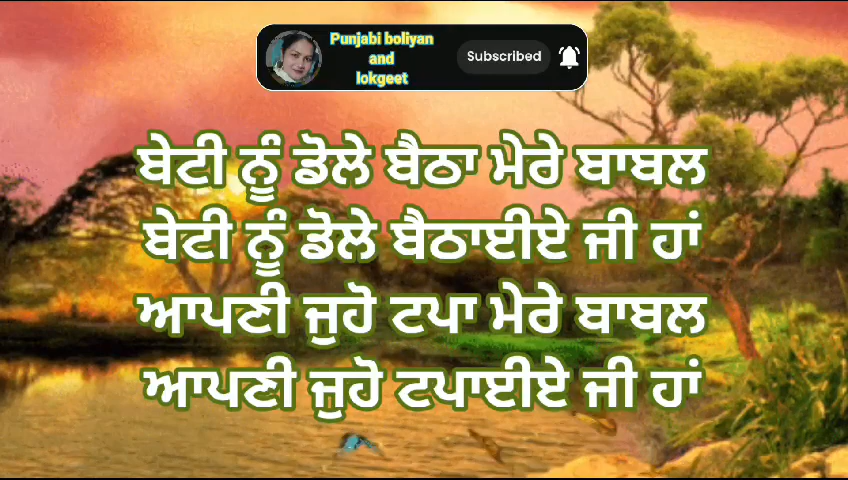 Punjabi boliyan
and
lokgeet
Subscribed
ਬੇਟੀ ਨੂੰ ਡੋਲੇ ਬੈਠਾ ਮੇਰੇ ਬਾਬਲ
ਬੇਟੀ ਨੂੰ ਡੋਲੇ ਬੈਠਾਈਏ ਜੀ ਹਾਂ
ਆਪਣੀ ਜੁਹੋ ਟਪਾ ਮੇਰੇ ਬਾਬਲ
ਆਪਣੀ ਜੁਹੋ ਟਪਾਈਏ ਜੀ ਹਾਂ